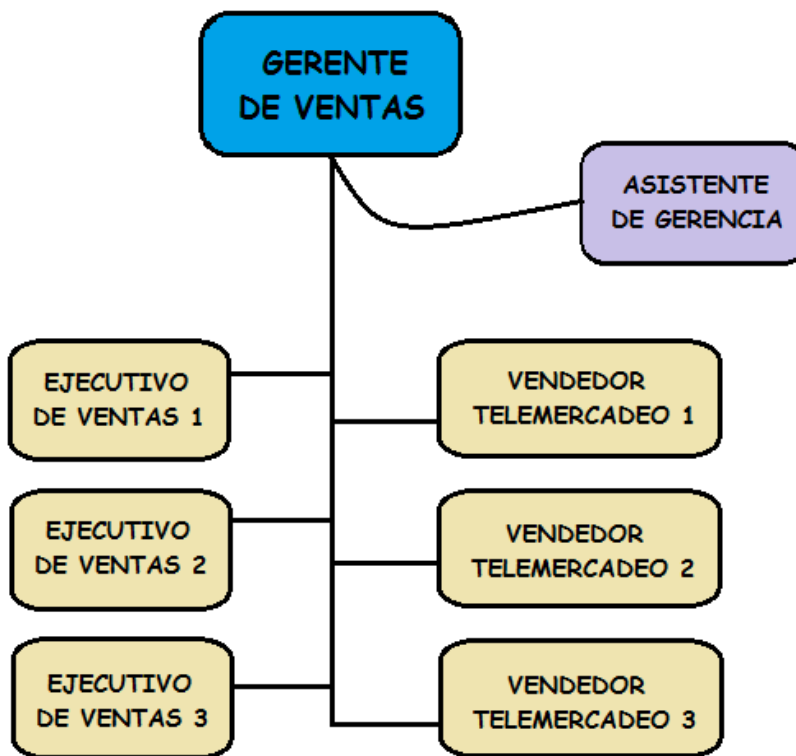 GERENTE
DE VENTAS
ASISTENTE
DE GERENCIA
EJECUTIVO
DE VENTAS 1
VENDEDOR
TELEMERCADEO 1
EJECUTIVO
DE VENTAS 2
VENDEDOR
TELEMERCADEO 2
EJECUTIVO
DE VENTAS 3
VENDEDOR
TELEMERCADEO 3